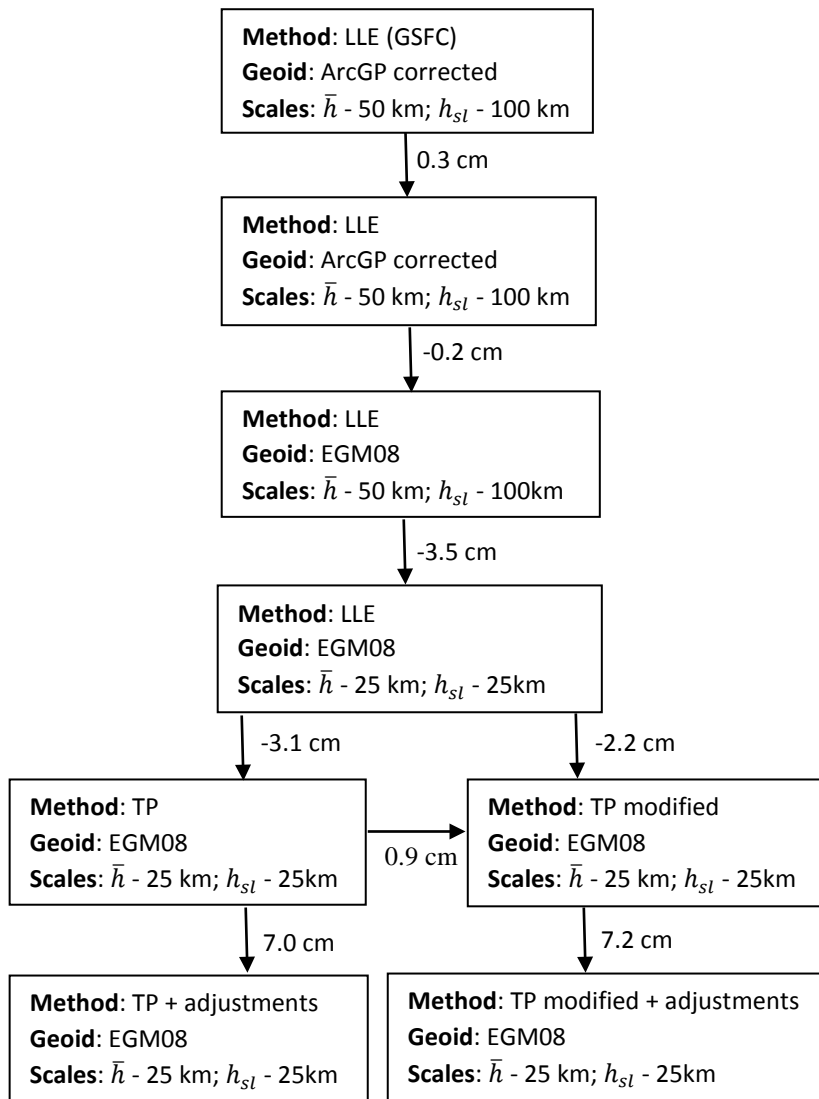 Method: LLE (GSFC)
Geoid: ArcGP corrected
Scales: h̄ - 50 km; hsl - 100 km
0.3 cm
Method: LLE
Geoid: ArcGP corrected
Scales: h̄ - 50 km; hsl - 100 km
-0.2 cm
Method: LLE
Geoid: EGM08
Scales: h̄ - 50 km; hsl - 100km
-3.5 cm
Method: LLE
Geoid: EGM08
Scales: h̄ - 25 km; hsl - 25km
-3.1 cm
-2.2 cm
Method: TP
Geoid: EGM08
Scales: h̄ - 25 km; hsl - 25km
0.9 cm
Method: TP modified
Geoid: EGM08
Scales: h̄ - 25 km; hsl - 25km
7.0 cm
7.2 cm
Method: TP + adjustments
Geoid: EGM08
Scales: h̄ - 25 km; hsl - 25km
Method: TP modified + adjustments
Geoid: EGM08
Scales: h̄ - 25 km; hsl - 25km